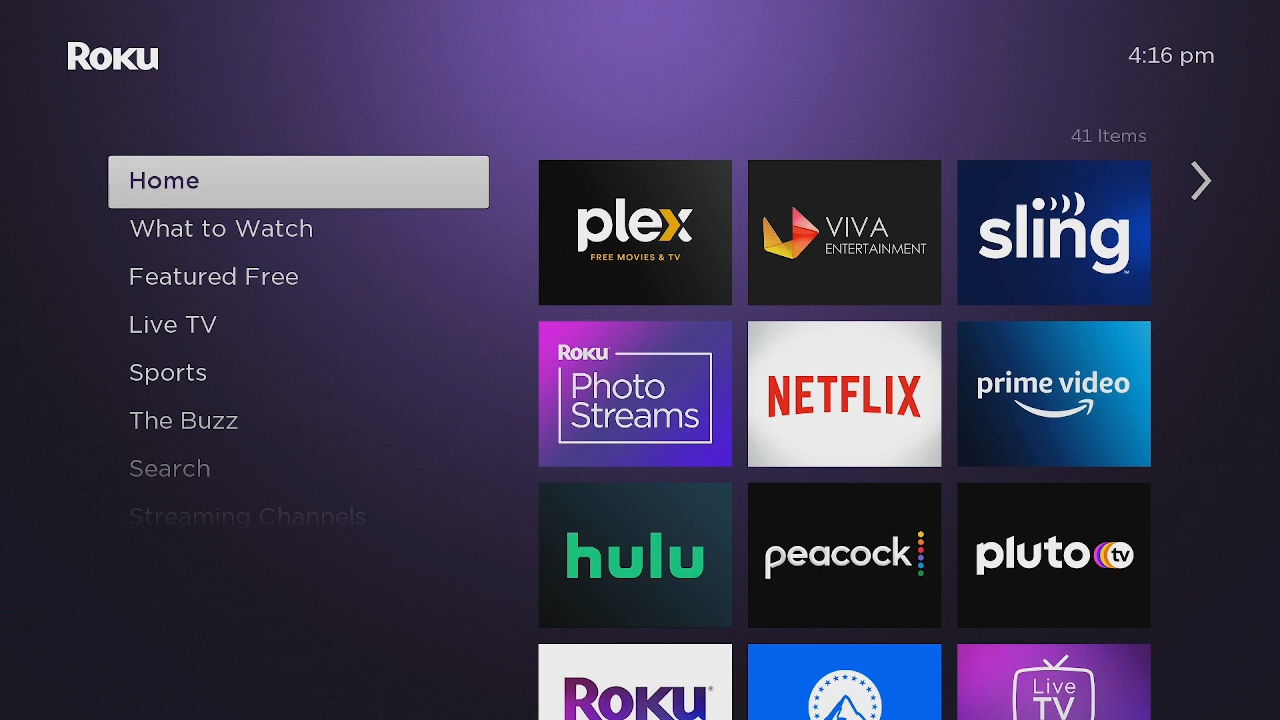 Roku
4:16 pm
41 Items
Home
What to Watch
Featured Free
Live TV
Sports
The Buzz
Search
Streaming Channels
plex
FREE MOVIES & TV
VIVA
ENTERTAINMENT
sling
Roku
Photo
Streams
NETFLIX
prime video
hulu
peacock
pluto tv
Roku
Live
TV